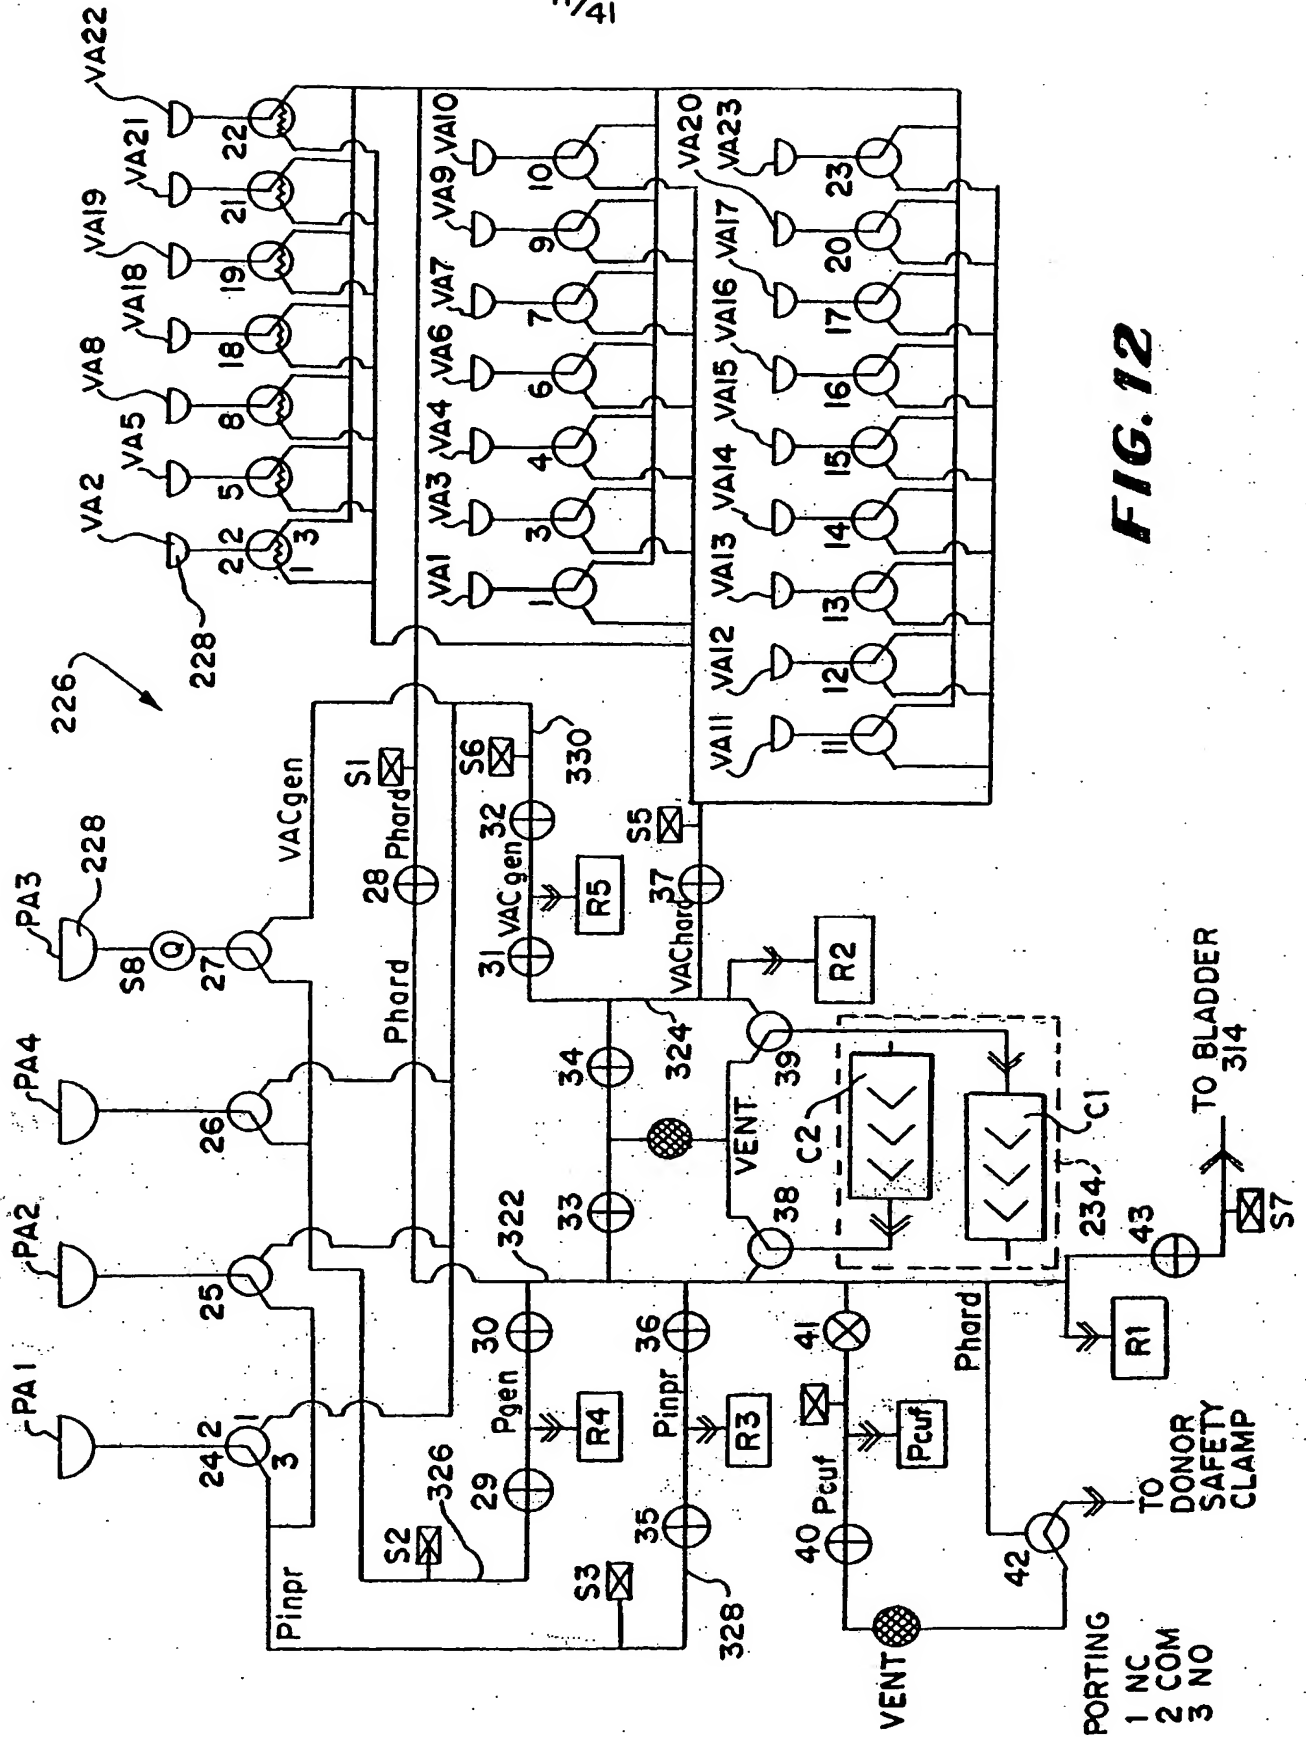 11/41
226
PA1
PA2
PA4
PA3
228
S8
Q
24
2
1
3
25
26
27
VACgen
Pinpr
S2
326
Phard
28
Phard
S1
S3
328
29
Pgen
30
R4
322
31
VACgen
32
S6
R5
330
35
Pinpr
36
R3
33
34
324
VENT
38
39
VAChard
37
S5
R2
40
Pcuf
41
Pcuf
VENT
C2
C1
234
Phard
42
TO
DONOR
SAFETY
CLAMP
R1
43
S7
TO BLADDER
314
PORTING
1 NC
2 COM
3 NO
VA2
VA5
VA8
VA18
VA19
VA21
VA22
228
2
2
1
3
5
8
18
19
21
22
VA1
VA3
VA4
VA6
VA7
VA9
VA10
1
3
4
6
7
9
10
VA11
VA12
VA13
VA14
VA15
VA16
VA17
VA20
VA23
11
12
13
14
15
16
17
20
23
FIG. 12